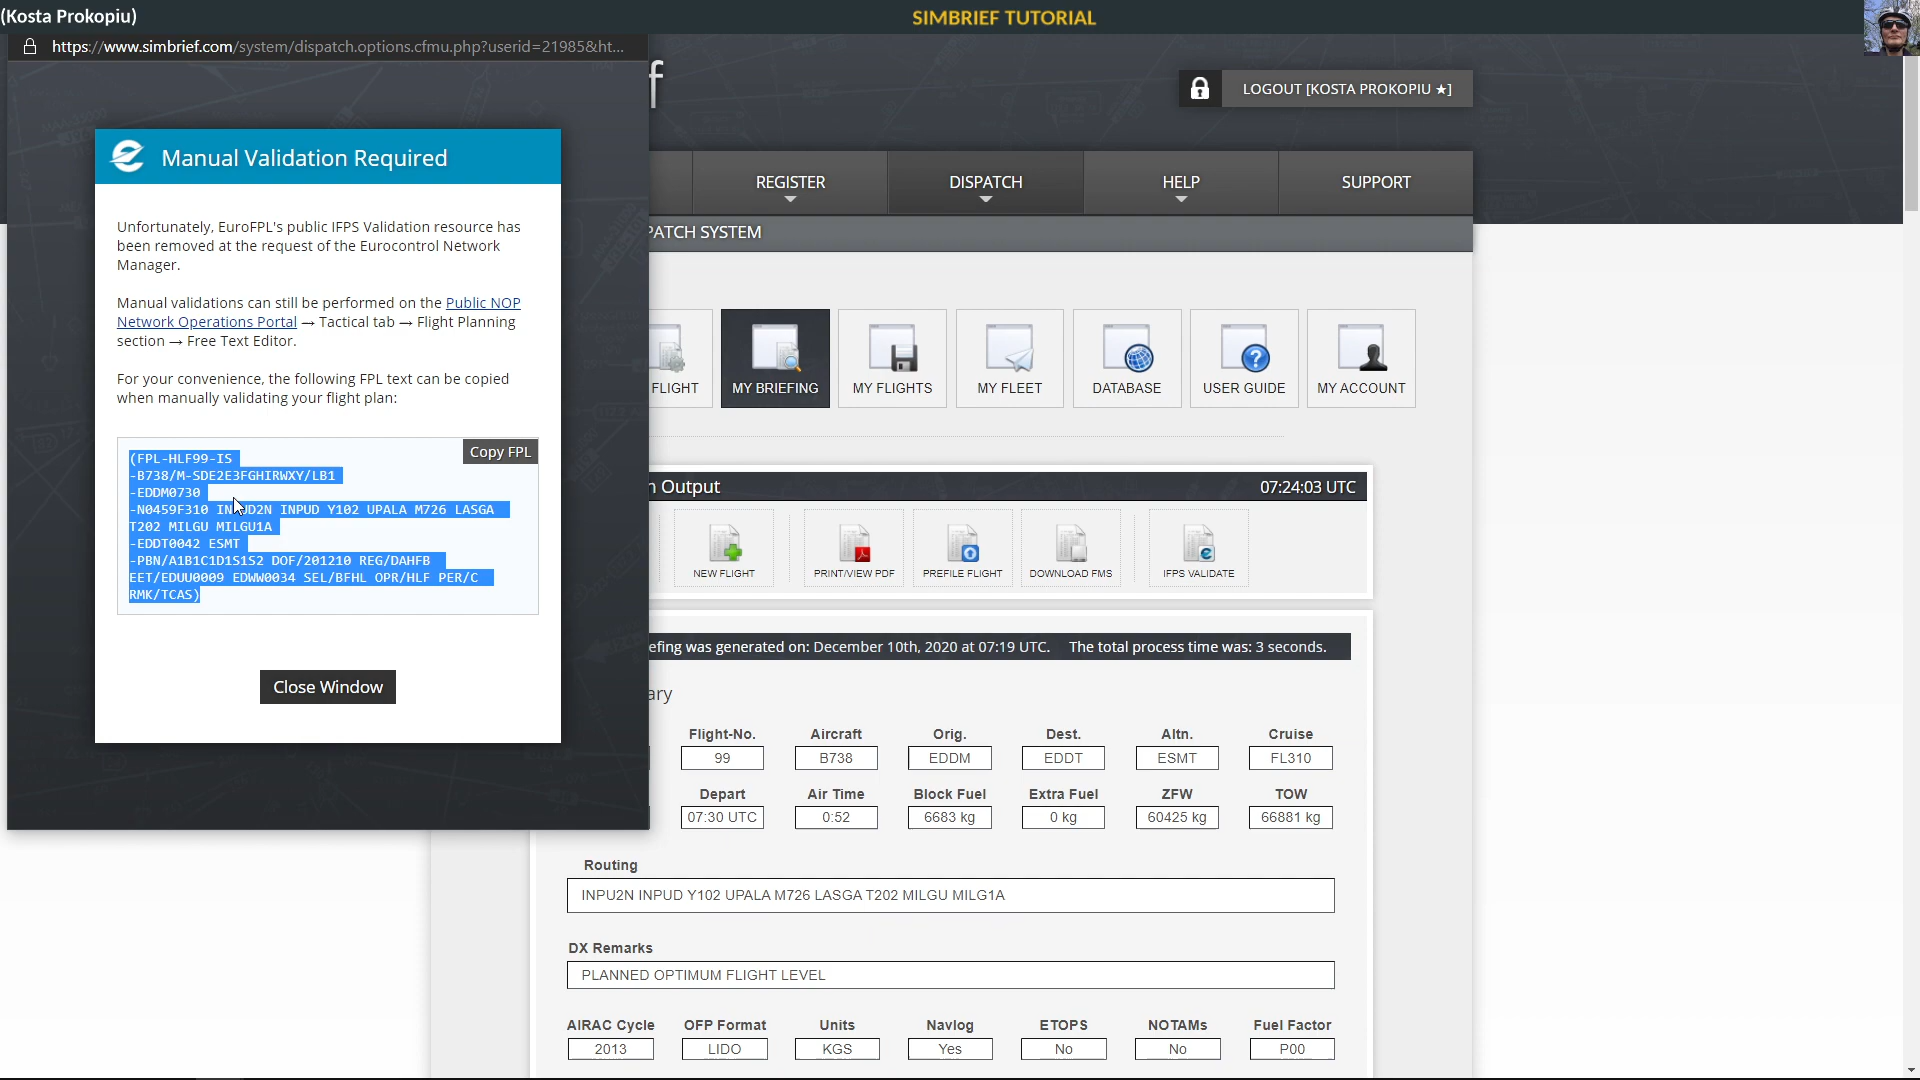 (Kosta Prokopiu)
SIMBRIEF TUTORIAL
https://www.simbrief.com/system/dispatch.options.cfmu.php?userid=21985&ht...
f
LOGOUT [KOSTA PROKOPIU ★]
REGISTER
DISPATCH
HELP
SUPPORT
PATCH SYSTEM
FLIGHT
MY BRIEFING
MY FLIGHTS
MY FLEET
DATABASE
USER GUIDE
MY ACCOUNT
Manual Validation Required
Unfortunately, EuroFPL's public IFPS Validation resource has
been removed at the request of the Eurocontrol Network
Manager.
Manual validations can still be performed on the Public NOP
Network Operations Portal → Tactical tab → Flight Planning
section → Free Text Editor.
For your convenience, the following FPL text can be copied
when manually validating your flight plan:
Copy FPL
(FPL-HLF99-IS
-B738/M-SDE2E3FGHIRWXY/LB1
-EDDM0730
-N0459F310 INPUD2N INPUD Y102 UPALA M726 LASGA
T202 MILGU MILGU1A
-EDDT0042 ESMT
-PBN/A1B1C1D1S1S2 DOF/201210 REG/DAHFB
EET/EDUU0009 EDWW0034 SEL/BFHL OPR/HLF PER/C
RMK/TCAS)
Close Window
n Output
07:24:03 UTC
NEW FLIGHT
PRINT/VIEW PDF
PREFILE FLIGHT
DOWNLOAD FMS
IFPS VALIDATE
efing was generated on: December 10th, 2020 at 07:19 UTC. The total process time was: 3 seconds.
ary
Flight-No. Aircraft Orig. Dest. Altn. Cruise
99 B738 EDDM EDDT ESMT FL310
Depart Air Time Block Fuel Extra Fuel ZFW TOW
07:30 UTC 0:52 6683 kg 0 kg 60425 kg 66881 kg
Routing
INPU2N INPUD Y102 UPALA M726 LASGA T202 MILGU MILG1A
DX Remarks
PLANNED OPTIMUM FLIGHT LEVEL
AIRAC Cycle OFP Format Units Navlog ETOPS NOTAMs Fuel Factor
2013 LIDO KGS Yes No No P00